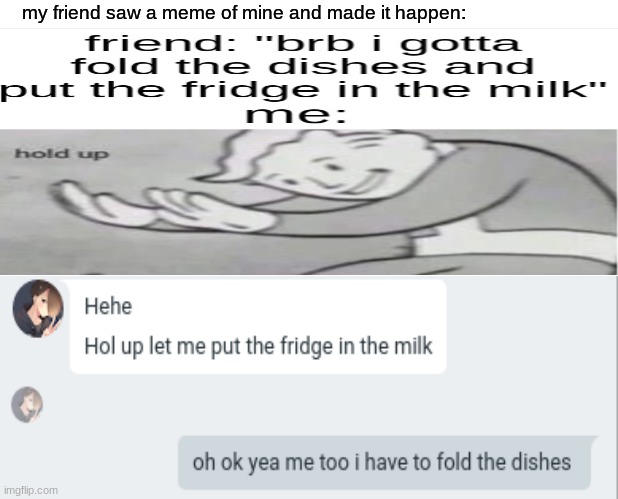 my friend saw a meme of mine and made it happen:
friend: "brb i gotta
fold the dishes and
put the fridge in the milk"
me:
hold up
Hehe
Hol up let me put the fridge in the milk
oh ok yea me too i have to fold the dishes
imgflip.com